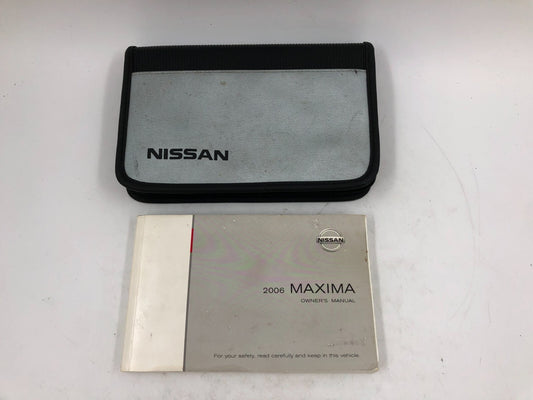 NISSAN
NISSAN
2006 MAXIMA
OWNER'S MANUAL
For your safety, read carefully and keep in this vehicle.